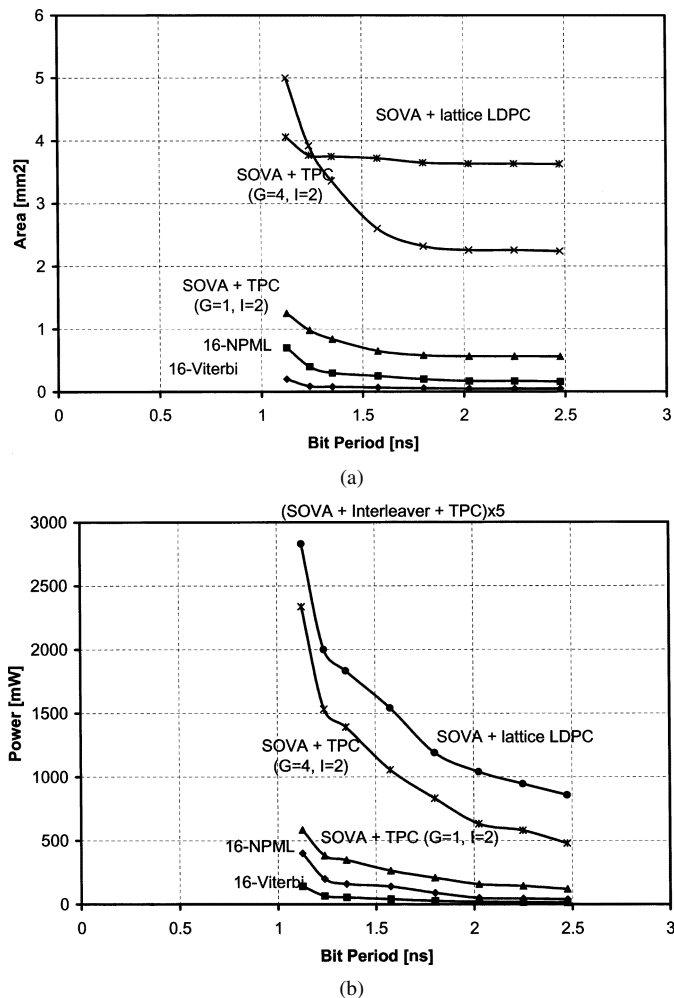 6
5
4
3
2
1
0
Area [mm2]
SOVA + lattice LDPC
SOVA + TPC
(G=4, I=2)
SOVA + TPC
(G=1, I=2)
16-NPML
16-Viterbi
0 0.5 1 1.5 2 2.5 3
Bit Period [ns]
(a)
(SOVA + Interleaver + TPC)x5
3000
2500
2000
1500
1000
500
0
Power [mW]
SOVA + lattice LDPC
SOVA + TPC
(G=4, I=2)
SOVA + TPC (G=1, I=2)
16-NPML
16-Viterbi
0 0.5 1 1.5 2 2.5 3
Bit Period [ns]
(b)